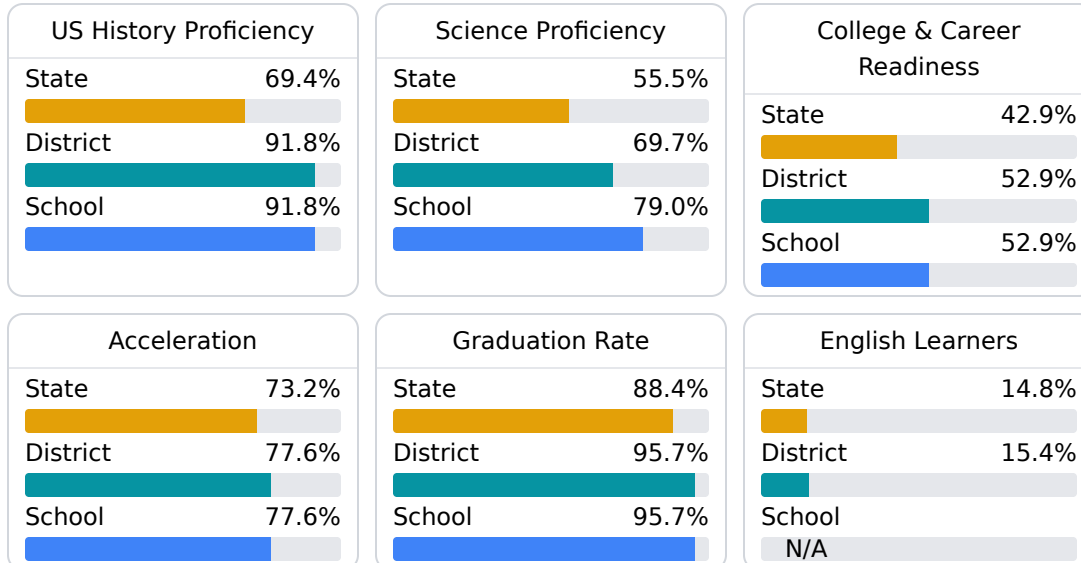 US History Proficiency
State 69.4%
District 91.8%
School 91.8%
Science Proficiency
State 55.5%
District 69.7%
School 79.0%
College & Career
Readiness
State 42.9%
District 52.9%
School 52.9%
Acceleration
State 73.2%
District 77.6%
School 77.6%
Graduation Rate
State 88.4%
District 95.7%
School 95.7%
English Learners
State 14.8%
District 15.4%
School
N/A